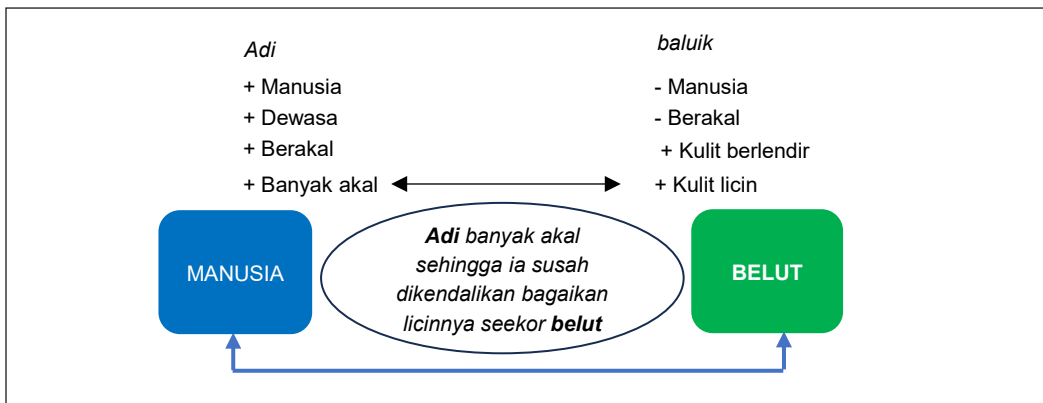 Adi
+ Manusia
+ Dewasa
+ Berakal
+ Banyak akal
baluik
- Manusia
- Berakal
+ Kulit berlendir
+ Kulit licin
MANUSIA
Adi banyak akal
sehingga ia susah
dikendalikan bagaikan
licinnya seekor belut
BELUT